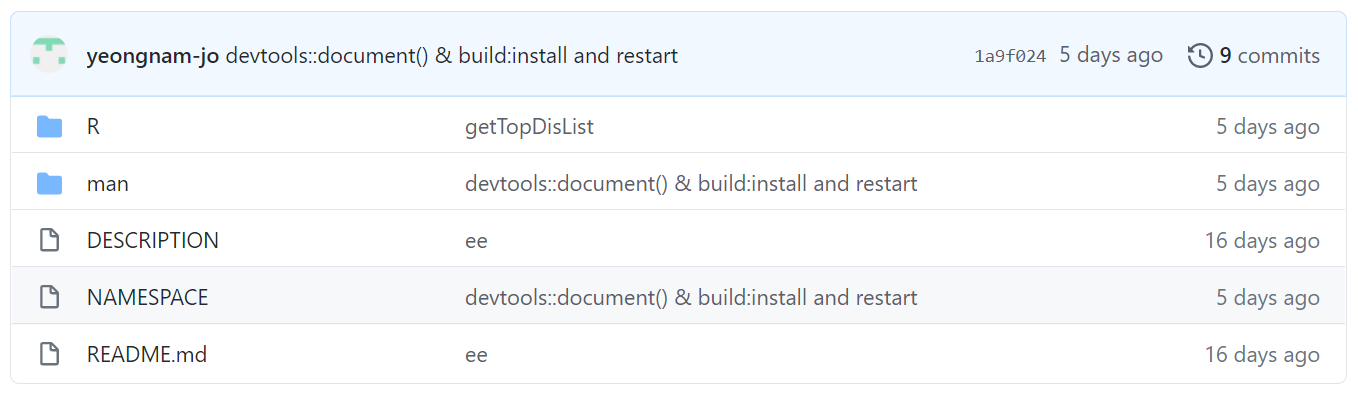 yeongnam-jo devtools::document() & build:install and restart 1a9f024 5 days ago 9 commits
R getTopDisList 5 days ago
man devtools::document() & build:install and restart 5 days ago
DESCRIPTION ee 16 days ago
NAMESPACE devtools::document() & build:install and restart 5 days ago
README.md ee 16 days ago